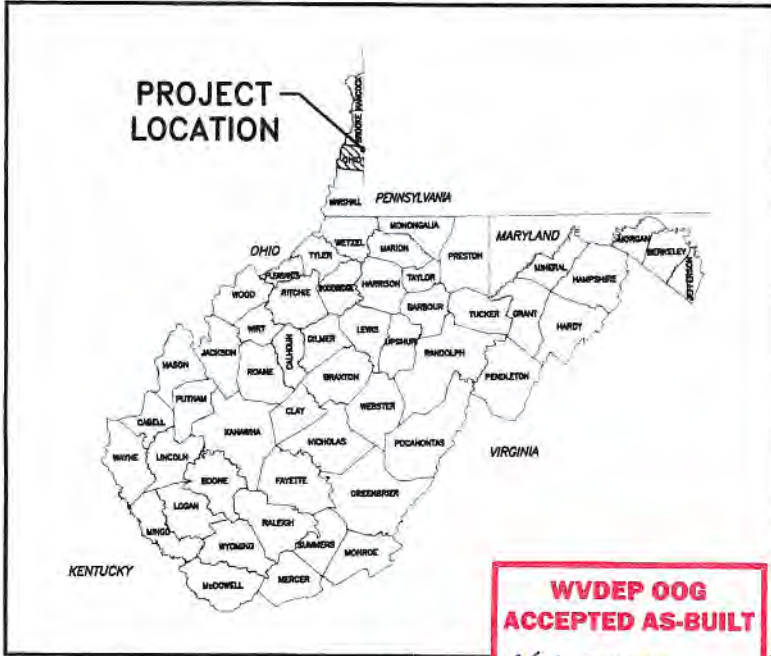 PROJECT
LOCATION
HANCOCK
BROOKE
OHIO
MARSHALL
PENNSYLVANIA
WETZEL
MONONGALIA
MARION
PRESTON
MARYLAND
MORGAN
BERKELEY
JEFFERSON
MINERAL
HAMPSHIRE
OHIO
TYLER
PLEASANTS
WOOD
RITCHIE
DODDRIDGE
HARRISON
TAYLOR
BARBOUR
TUCKER
GRANT
HARDY
WIRT
CALHOUN
GILMER
LEWIS
UPSHUR
RANDOLPH
PENDLETON
MASON
JACKSON
ROANE
BRAXTON
WEBSTER
PUTNAM
CABELL
KANAWHA
CLAY
NICHOLAS
POCAHONTAS
VIRGINIA
WAYNE
LINCOLN
BOONE
FAYETTE
GREENBRIER
LOGAN
RALEIGH
MINGO
WYOMING
SUMMERS
MONROE
KENTUCKY
McDOWELL
MERCER
WVDEP OOG
ACCEPTED AS-BUILT